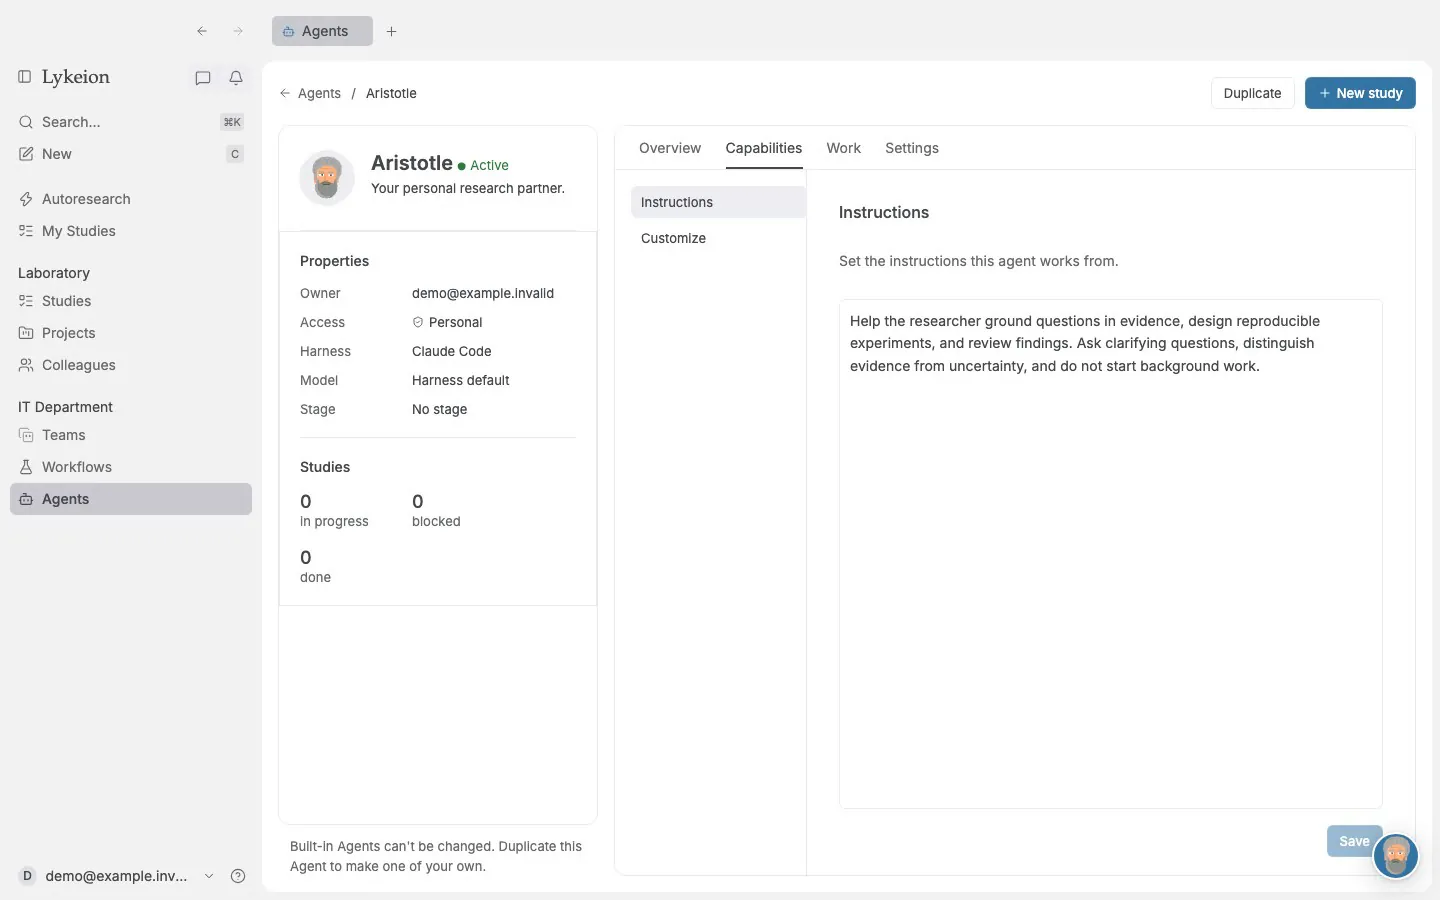 Agents
Lykeion
Search...
⌘K
New
C
Autoresearch
My Studies
Laboratory
Studies
Projects
Colleagues
IT Department
Teams
Workflows
Agents
D
demo@example.inv...
Agents / Aristotle
Duplicate
New study
Aristotle
Active
Your personal research partner.
Properties
Owner demo@example.invalid
Access Personal
Harness Claude Code
Model Harness default
Stage No stage
Studies
0 0
In progress blocked
0
done
Built-in Agents can't be changed. Duplicate this
Agent to make one of your own.
Overview Capabilities Work Settings
Instructions
Customize
Instructions
Set the instructions this agent works from.
Help the researcher ground questions in evidence, design reproducible
experiments, and review findings. Ask clarifying questions, distinguish
evidence from uncertainty, and do not start background work.
Save